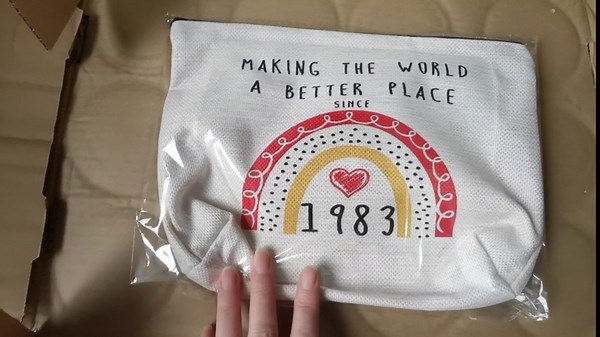 MAKING THE WORLD
A BETTER PLACE
SINCE
1983